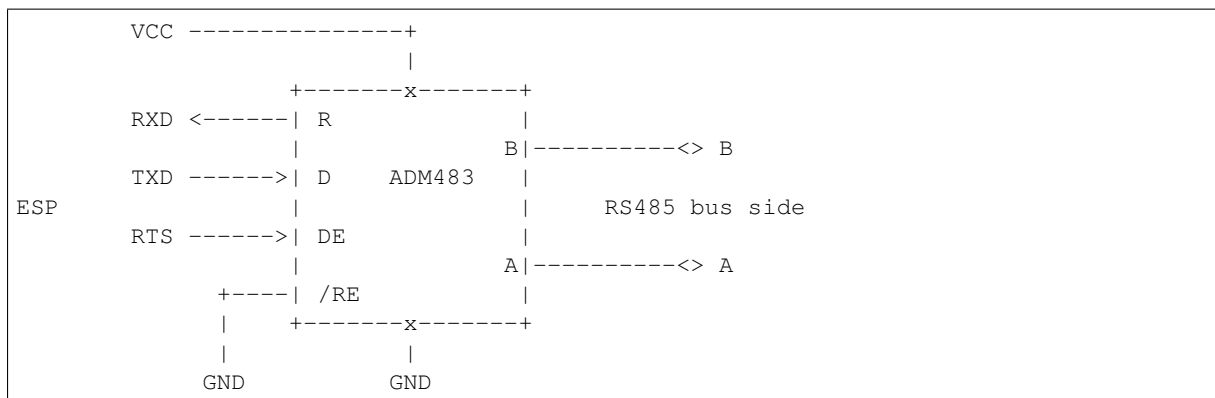 VCC ---------------+
|
+-------x-------+
RXD <------| R |
| B|----------<> B
TXD ------>| D ADM483 |
ESP | | RS485 bus side
RTS ------>| DE |
| A|----------<> A
+----| /RE |
| +-------x-------+
| |
GND GND